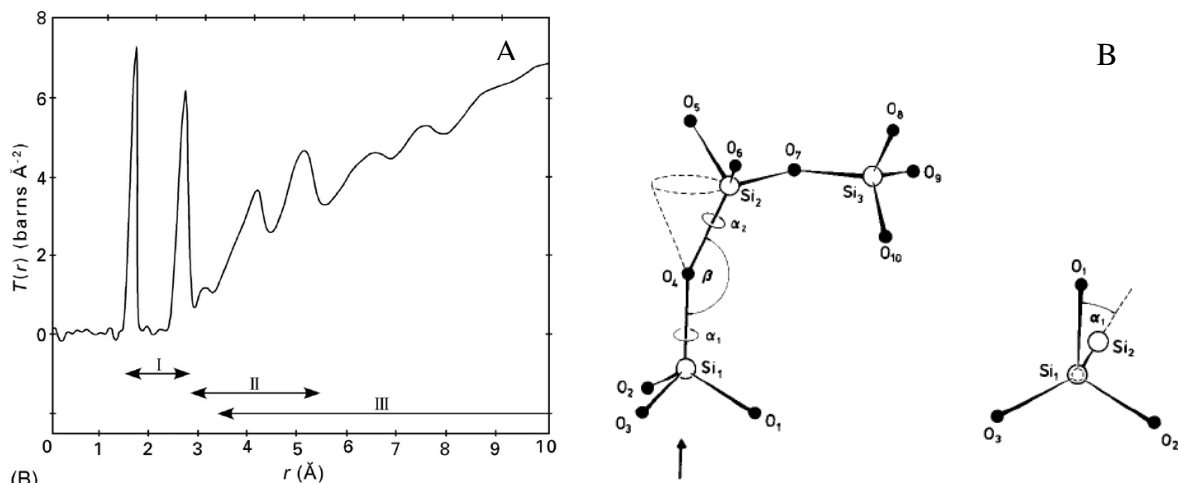 A
8
6
4
2
0
T(r) (barns Å⁻²)
I
II
III
0 1 2 3 4 5 6 7 8 9 10
r (Å)
(B)
B
O₅
O₆
O₇
O₈
O₉
O₁₀
Si₂
Si₃
α₂
O₄
β
α₁
Si₁
O₂
O₃
O₁
O₁
α₁
Si₂
Si₁
O₃
O₂